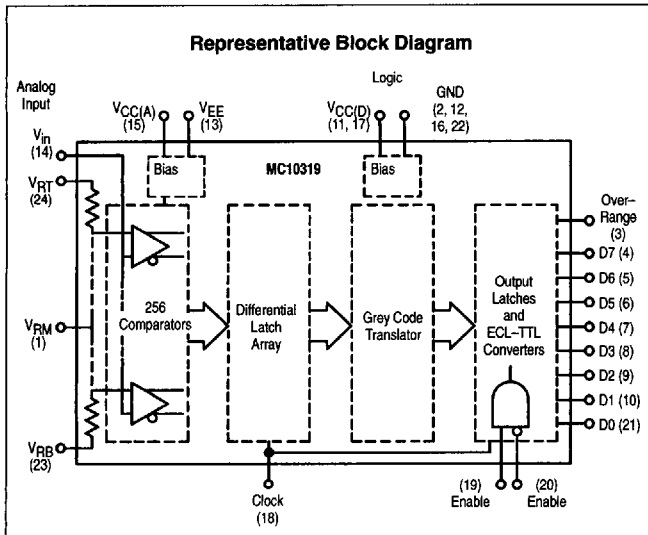 Representative Block Diagram
Analog
Input
Logic
VCC(A)
(15)
VEE
(13)
VCC(D)
(11, 17)
GND
(2, 12,
16, 22)
Vin
(14)
VRT
(24)
VRM
(1)
VRB
(23)
Bias
MC10319
Bias
256
Comparators
Differential
Latch
Array
Grey Code
Translator
Output
Latches
and
ECL–TTL
Converters
Over–
Range
(3)
D7 (4)
D6 (5)
D5 (6)
D4 (7)
D3 (8)
D2 (9)
D1 (10)
D0 (21)
Clock
(18)
(19)
Enable
(20)
Enable